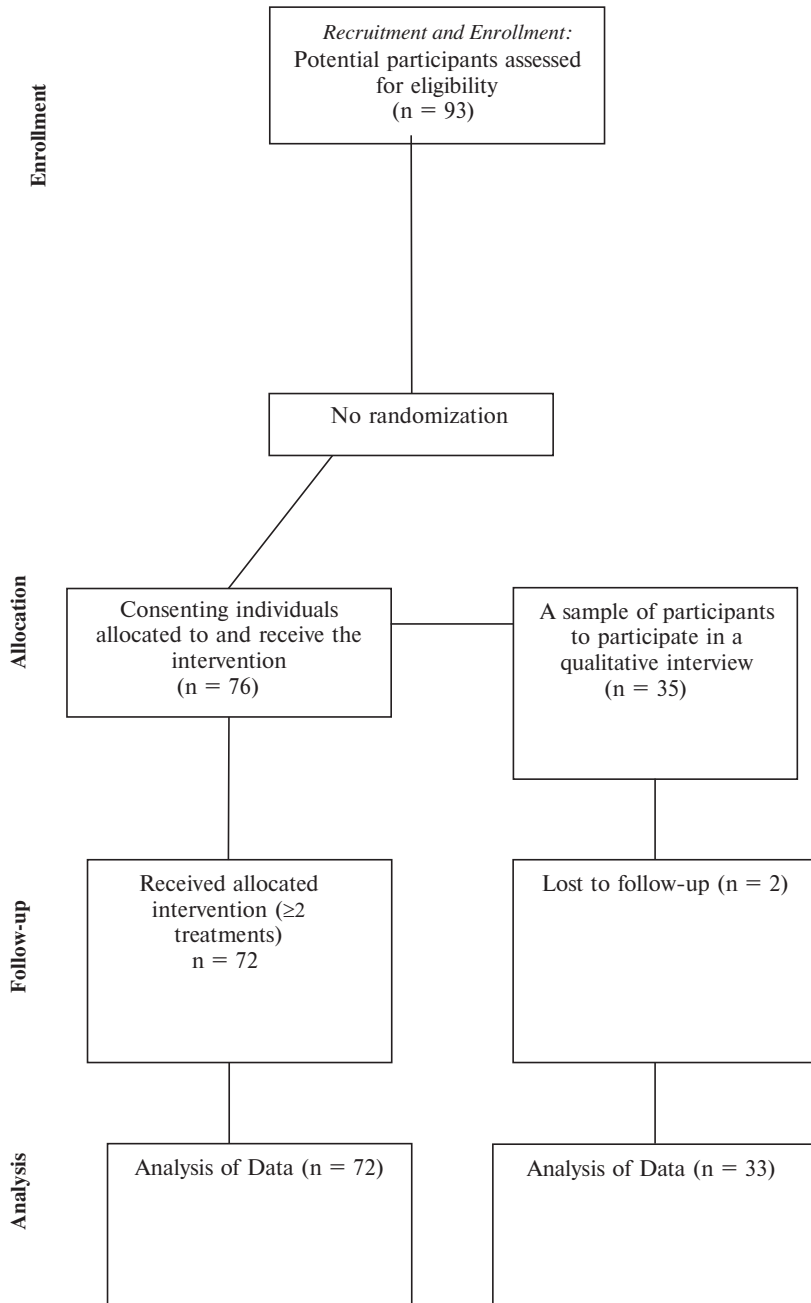 Enrollment
Recruitment and Enrollment:
Potential participants assessed
for eligibility
(n = 93)
No randomization
Allocation
Consenting individuals
allocated to and receive the
intervention
(n = 76)
A sample of participants
to participate in a
qualitative interview
(n = 35)
Follow-up
Received allocated
intervention (≥2
treatments)
n = 72
Lost to follow-up (n = 2)
Analysis
Analysis of Data (n = 72)
Analysis of Data (n = 33)